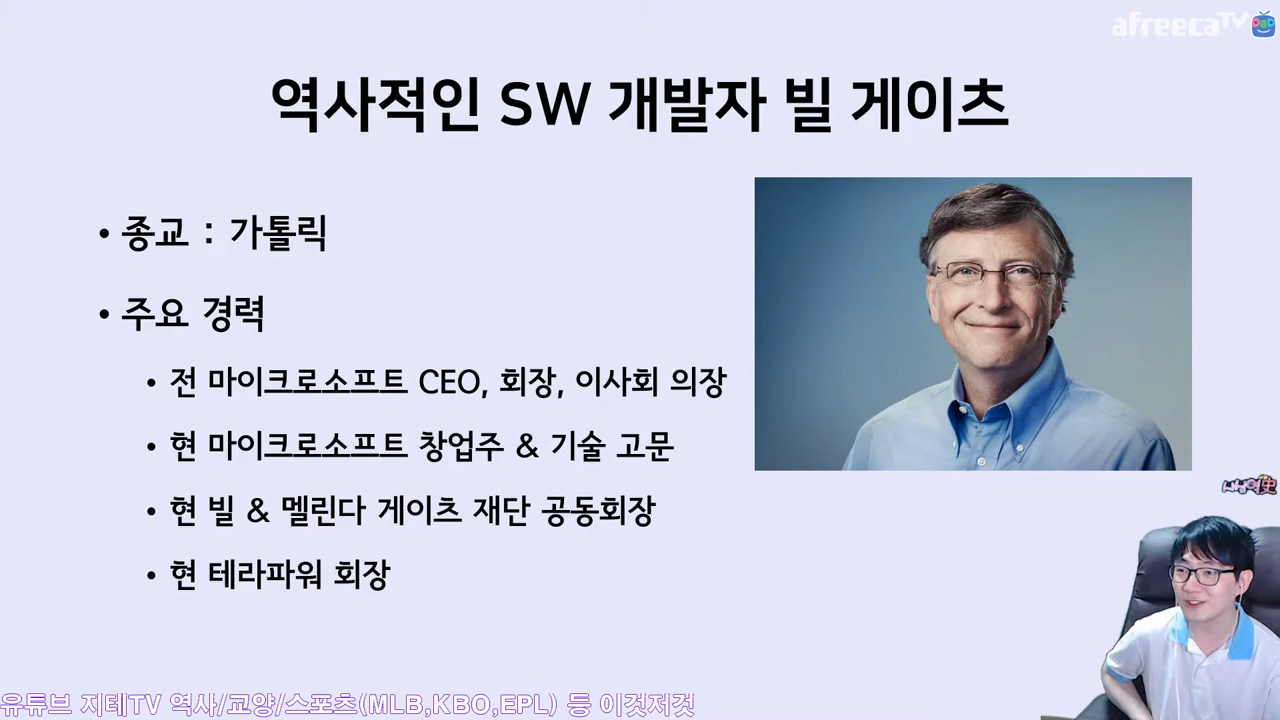 afreecaTV
역사적인 SW 개발자 빌 게이츠
• 종교 : 가톨릭
• 주요 경력
• 전 마이크로소프트 CEO, 회장, 이사회 의장
• 현 마이크로소프트 창업주 & 기술 고문
• 현 빌 & 멜린다 게이츠 재단 공동회장
• 현 테라파워 회장
유튜브 지테TV 역사/교양/스포츠(MLB,KBO,EPL) 등 이것저것